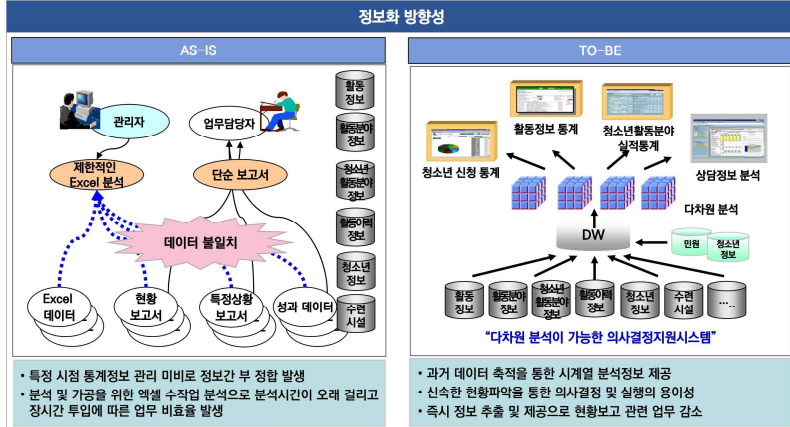 정보화 방향성
AS-IS
관리자
업무담당자
제한적인
Excel 분석
단순 보고서
데이터 불일치
Excel
데이터
현황
보고서
특정상황
보고서
성과 데이터
활동
정보
활동분야
정보
청소년
활동분야
정보
활동이력
정보
청소년
정보
수련
시설
• 특정 시점 통계정보 관리 미비로 정보간 부 정합 발생
• 분석 및 가공을 위한 엑셀 수작업 분석으로 분석시간이 오래 걸리고
장시간 투입에 따른 업무 비효율 발생
TO-BE
청소년 신청 통계
활동정보 통계
청소년활동분야
실적통계
상담정보 분석
다차원 분석
DW
민원
청소년
정보
활동
정보
활동분야
정보
청소년
활동분야
정보
활동이력
정보
청소년
정보
수련
시설
…..
“다차원 분석이 가능한 의사결정지원시스템”
• 과거 데이터 축적을 통한 시계열 분석정보 제공
• 신속한 현황파악을 통한 의사결정 및 실행의 용이성
• 즉시 정보 추출 및 제공으로 현황보고 관련 업무 감소